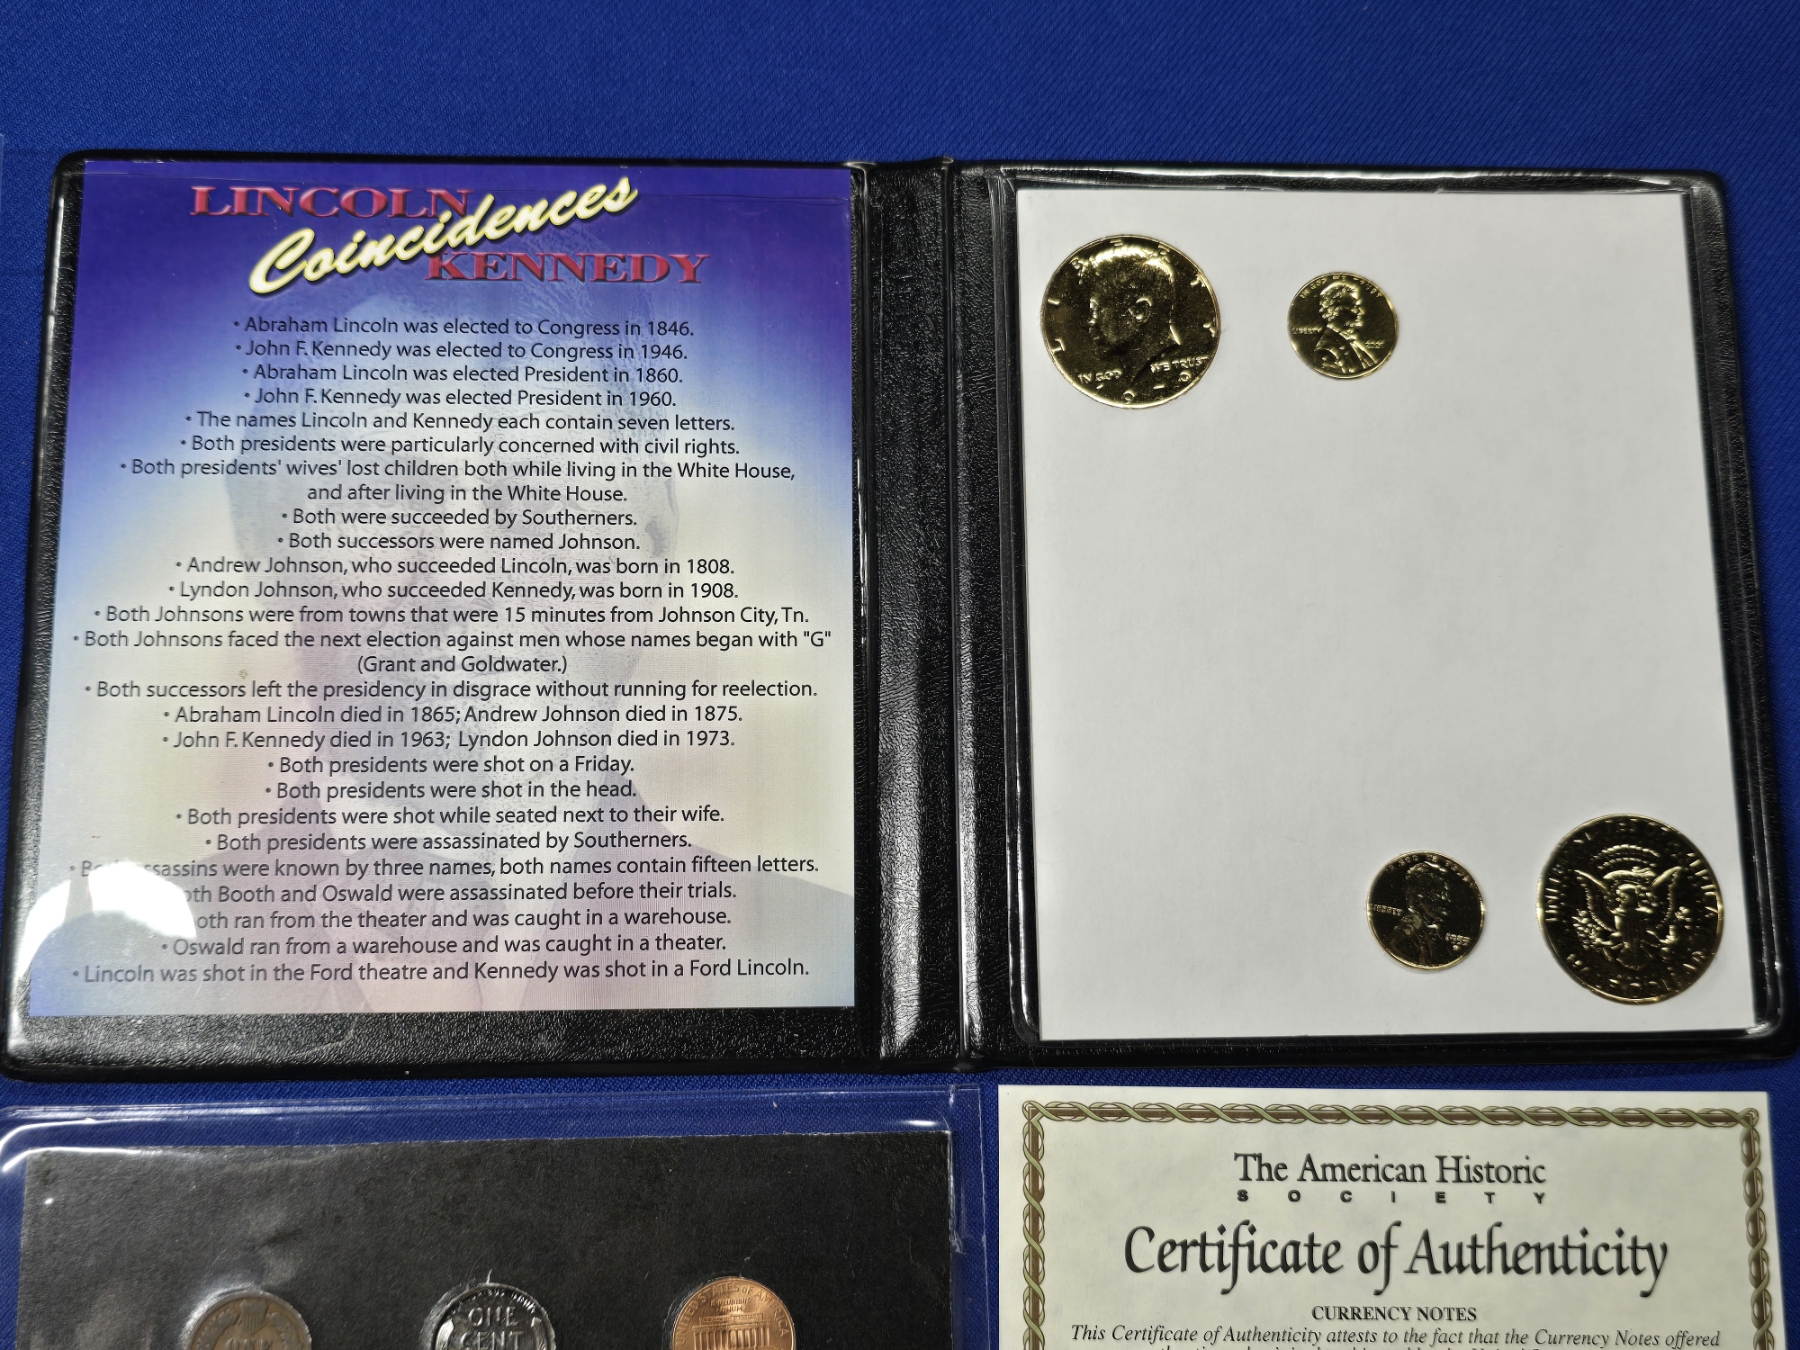 LINCOLN
Coincidences
KENNEDY
• Abraham Lincoln was elected to Congress in 1846.
• John F. Kennedy was elected to Congress in 1946.
• Abraham Lincoln was elected President in 1860.
• John F. Kennedy was elected President in 1960.
• The names Lincoln and Kennedy each contain seven letters.
• Both presidents were particularly concerned with civil rights.
• Both presidents' wives' lost children both while living in the White House,
and after living in the White House.
• Both were succeeded by Southerners.
• Both successors were named Johnson.
• Andrew Johnson, who succeeded Lincoln, was born in 1808.
• Lyndon Johnson, who succeeded Kennedy, was born in 1908.
• Both Johnsons were from towns that were 15 minutes from Johnson City, Tn.
• Both Johnsons faced the next election against men whose names began with "G"
(Grant and Goldwater.)
• Both successors left the presidency in disgrace without running for reelection.
• Abraham Lincoln died in 1865; Andrew Johnson died in 1875.
• John F. Kennedy died in 1963; Lyndon Johnson died in 1973.
• Both presidents were shot on a Friday.
• Both presidents were shot in the head.
• Both presidents were shot while seated next to their wife.
• Both presidents were assassinated by Southerners.
• B ssassins were known by three names, both names contain fifteen letters.
oth Booth and Oswald were assassinated before their trials.
ooth ran from the theater and was caught in a warehouse.
• Oswald ran from a warehouse and was caught in a theater.
• Lincoln was shot in the Ford theatre and Kennedy was shot in a Ford Lincoln.
LIBERTY
IN GOD WE TRUST
IN GOD WE TRUST
LIBERTY
LIBERTY
ONE
ONE
CENT
UNITED STATES OF AMERICA
The American Historic
SOCIETY
Certificate of Authenticity
CURRENCY NOTES
This Certificate of Authenticity attests to the fact that the Currency Notes offered